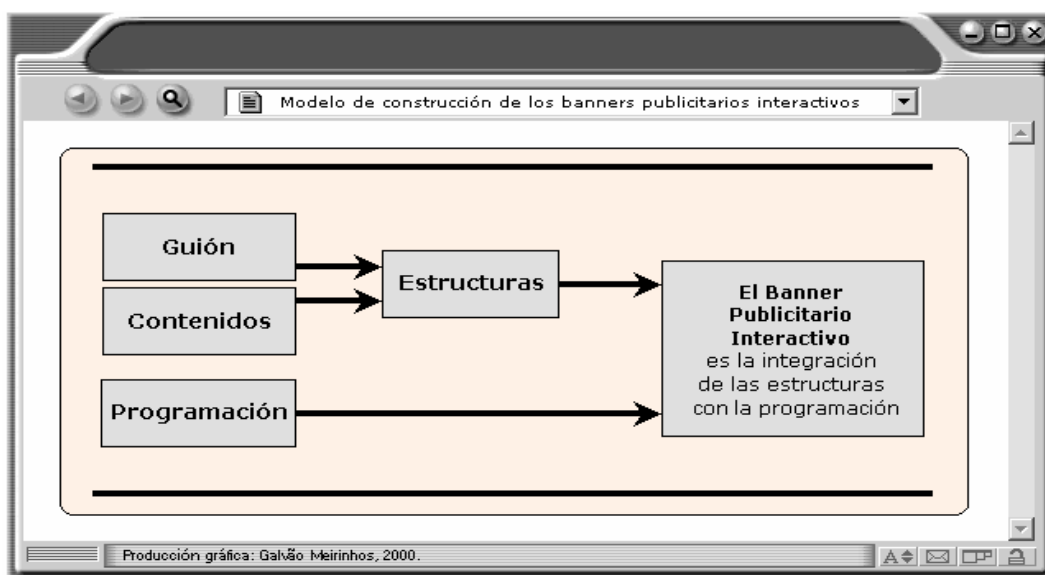 Modelo de construcción de los banners publicitarios interactivos
Guión
Contenidos
Programación
Estructuras
El Banner
Publicitario
Interactivo
es la integración
de las estructuras
con la programación
Producción gráfica: Galvão Meirinhos, 2000.
A